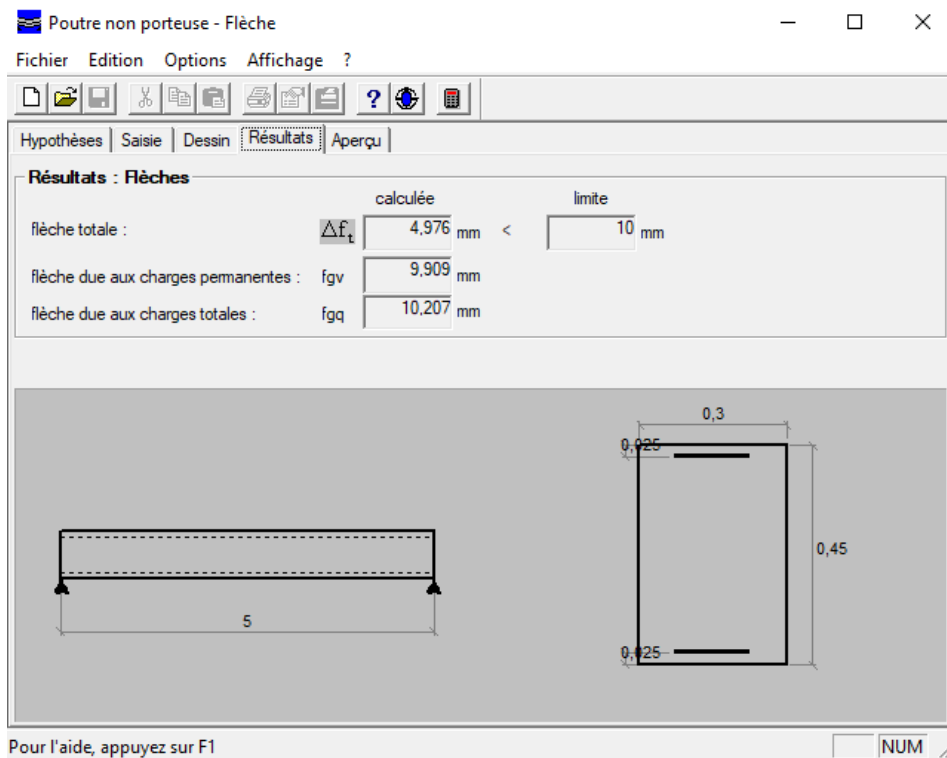 Poutre non porteuse - Flèche
Fichier Edition Options Affichage ?
Hypothèses Saisie Dessin Résultats Aperçu
Résultats : Flèches
calculée limite
flèche totale : Δft 4,976 mm < 10 mm
flèche due aux charges permanentes : fgv 9,909 mm
flèche due aux charges totales : fgq 10,207 mm
0,3
0,025
0,45
5
0,025
Pour l'aide, appuyez sur F1 NUM